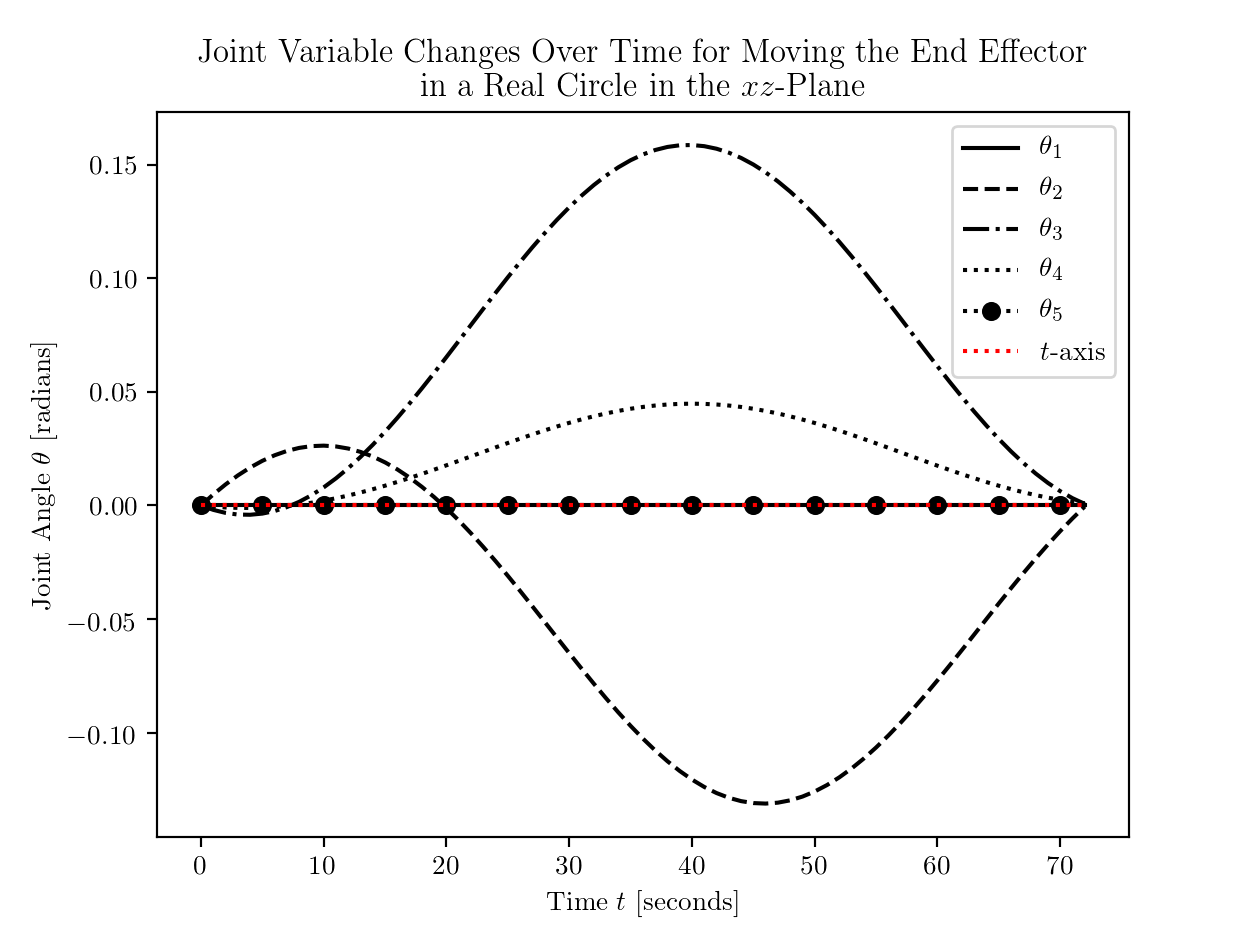 Joint Variable Changes Over Time for Moving the End Effector
in a Real Circle in the xz-Plane
θ₁
θ₂
θ₃
θ₄
θ₅
t-axis
0.15
0.10
0.05
0.00
−0.05
−0.10
Joint Angle θ [radians]
0 10 20 30 40 50 60 70
Time t [seconds]